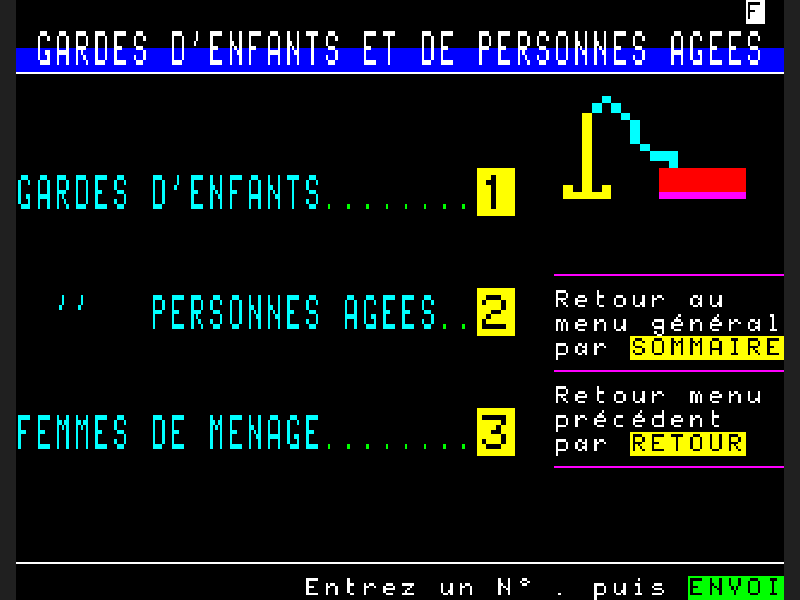 F
GARDES D'ENFANTS ET DE PERSONNES AGEES
GARDES D'ENFANTS........1
'' PERSONNES AGEES..2
FEMMES DE MENAGE........3
Retour au
menu général
par SOMMAIRE
Retour menu
précédent
par RETOUR
Entrez un N° . puis ENVOI